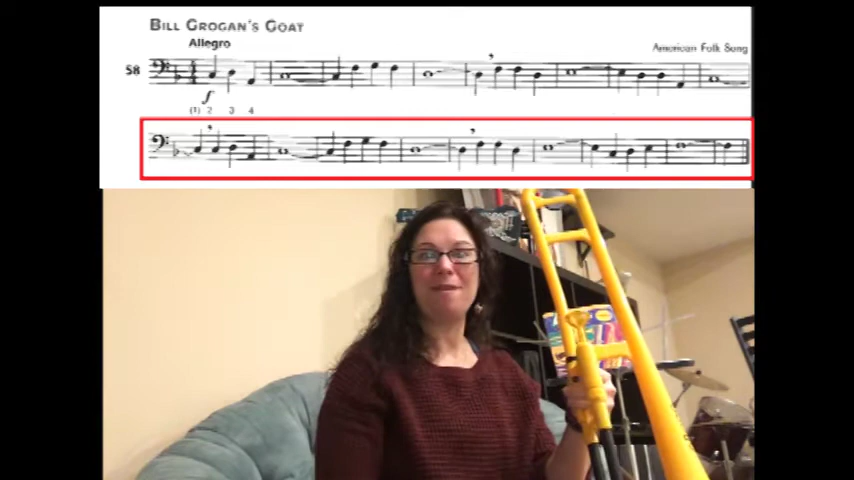 BILL GROGAN'S GOAT
Allegro
American Folk Song
58
f
(1) 2 3 4